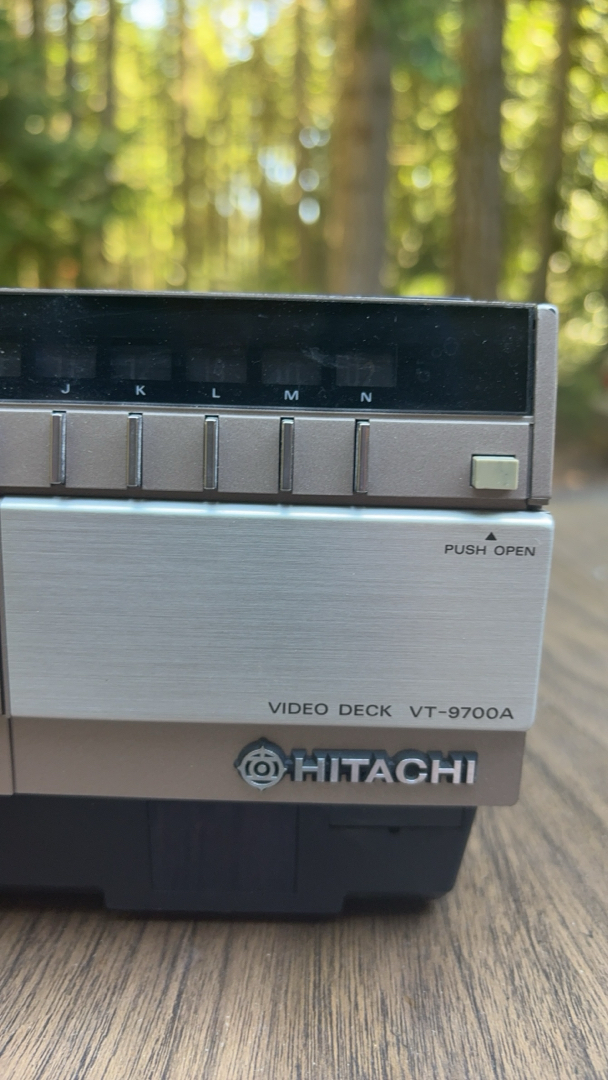 J K L M N
PUSH OPEN
VIDEO DECK VT-9700A
HITACHI